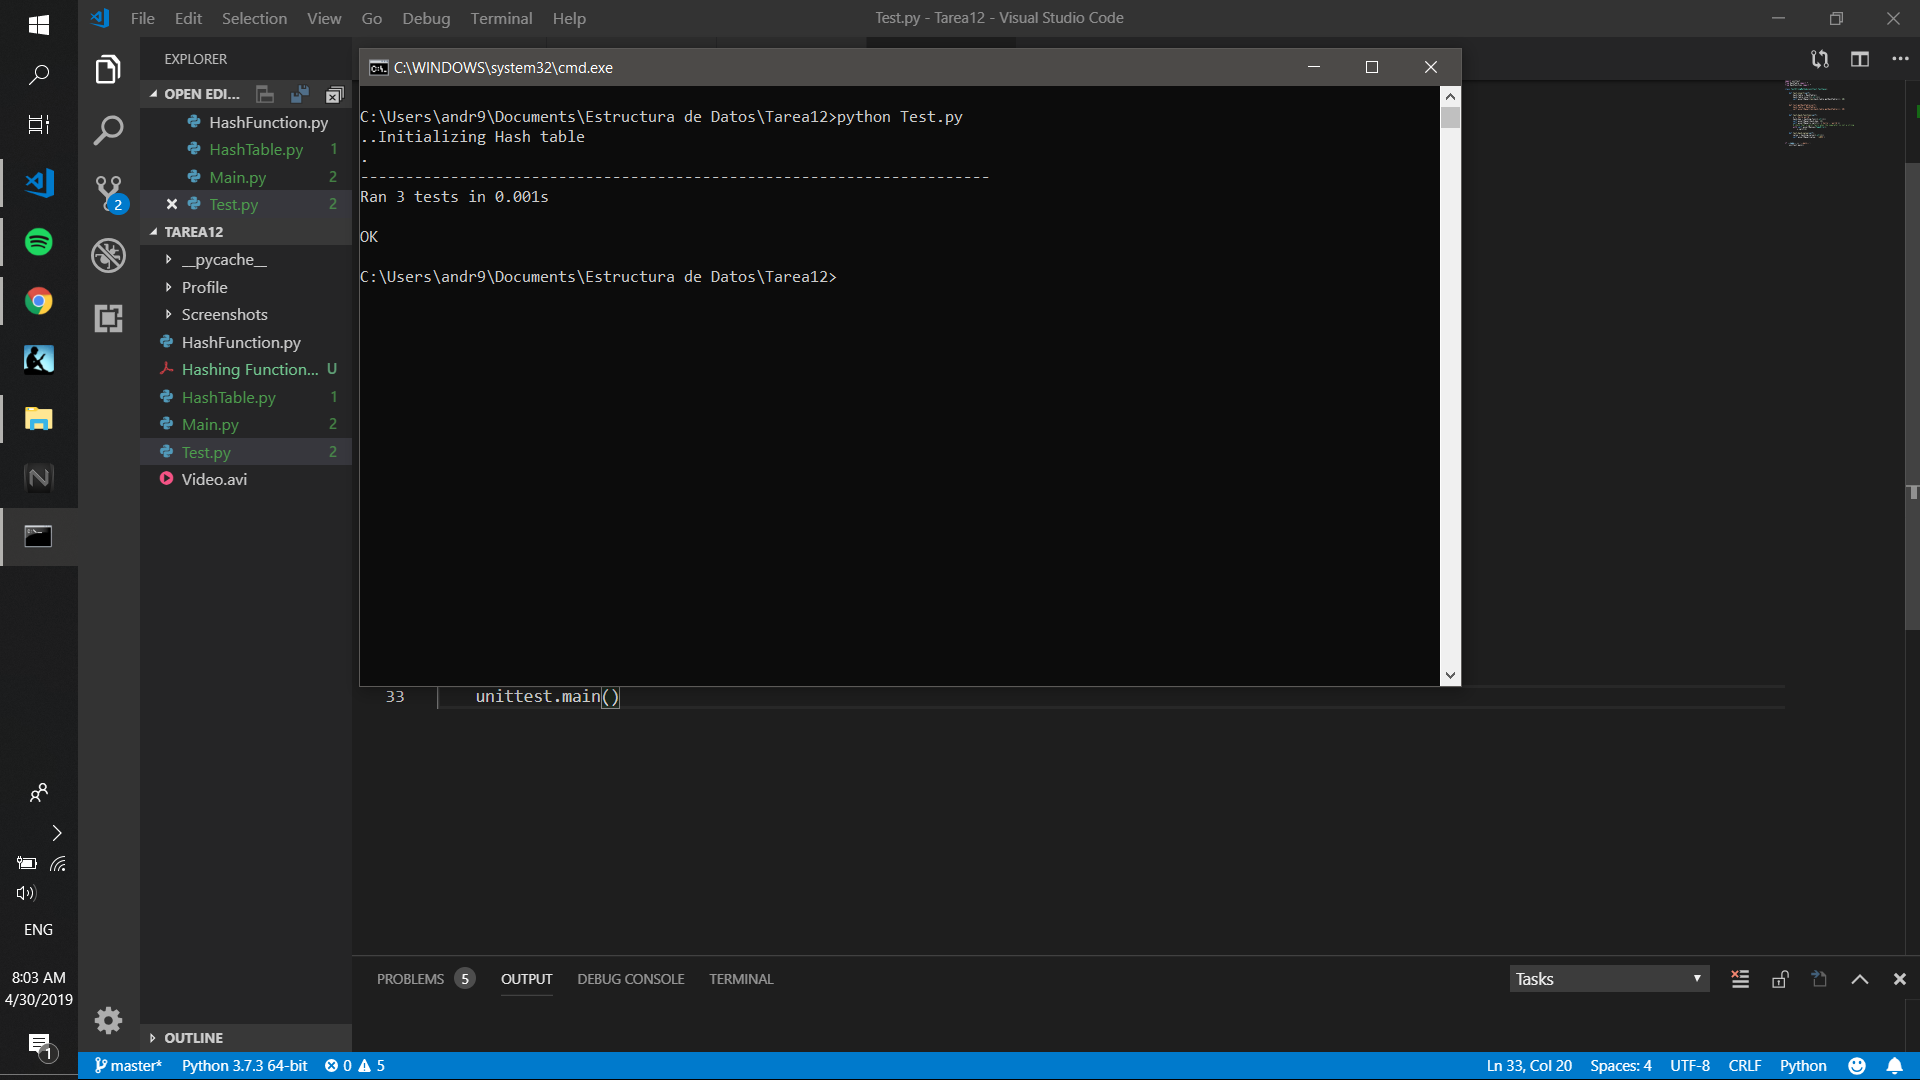 File Edit Selection View Go Debug Terminal Help
Test.py - Tarea12 - Visual Studio Code
EXPLORER
OPEN EDI...
HashFunction.py
HashTable.py 1
Main.py 2
Test.py 2
TAREA12
__pycache__
Profile
Screenshots
HashFunction.py
Hashing Function... U
HashTable.py 1
Main.py 2
Test.py 2
Video.avi
OUTLINE
2
C:\WINDOWS\system32\cmd.exe
C:\Users\andr9\Documents\Estructura de Datos\Tarea12>python Test.py
..Initializing Hash table
.
----------------------------------------------------------------------
Ran 3 tests in 0.001s
OK
C:\Users\andr9\Documents\Estructura de Datos\Tarea12>
33 unittest.main()
PROBLEMS 5 OUTPUT DEBUG CONSOLE TERMINAL
Tasks
ENG
8:03 AM
4/30/2019
1
master* Python 3.7.3 64-bit 0 5
Ln 33, Col 20 Spaces: 4 UTF-8 CRLF Python